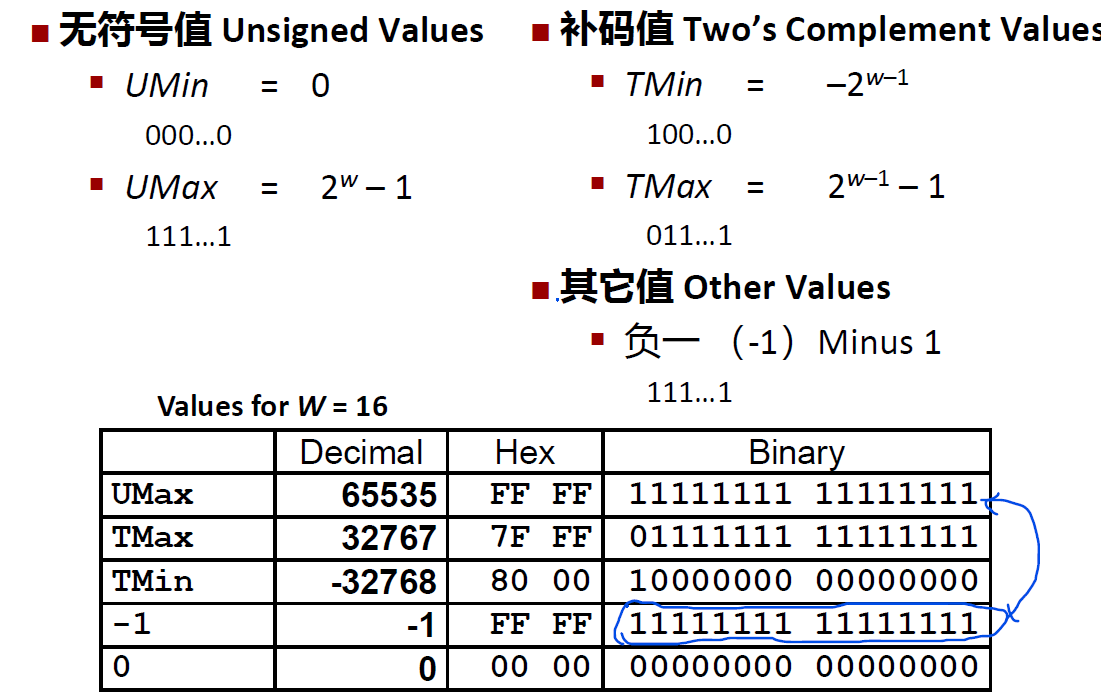 ■ 无符号值 Unsigned Values
▪ UMin = 0
000…0
▪ UMax = 2^w – 1
111…1
■ 补码值 Two’s Complement Values
▪ TMin = –2^w–1
100…0
▪ TMax = 2^w–1 – 1
011…1
■ 其它值 Other Values
▪ 负一 （-1）Minus 1
111…1
Values for W = 16
Decimal Hex Binary
UMax 65535 FF FF 11111111 11111111
TMax 32767 7F FF 01111111 11111111
TMin -32768 80 00 10000000 00000000
-1 -1 FF FF 11111111 11111111
0 0 00 00 00000000 00000000